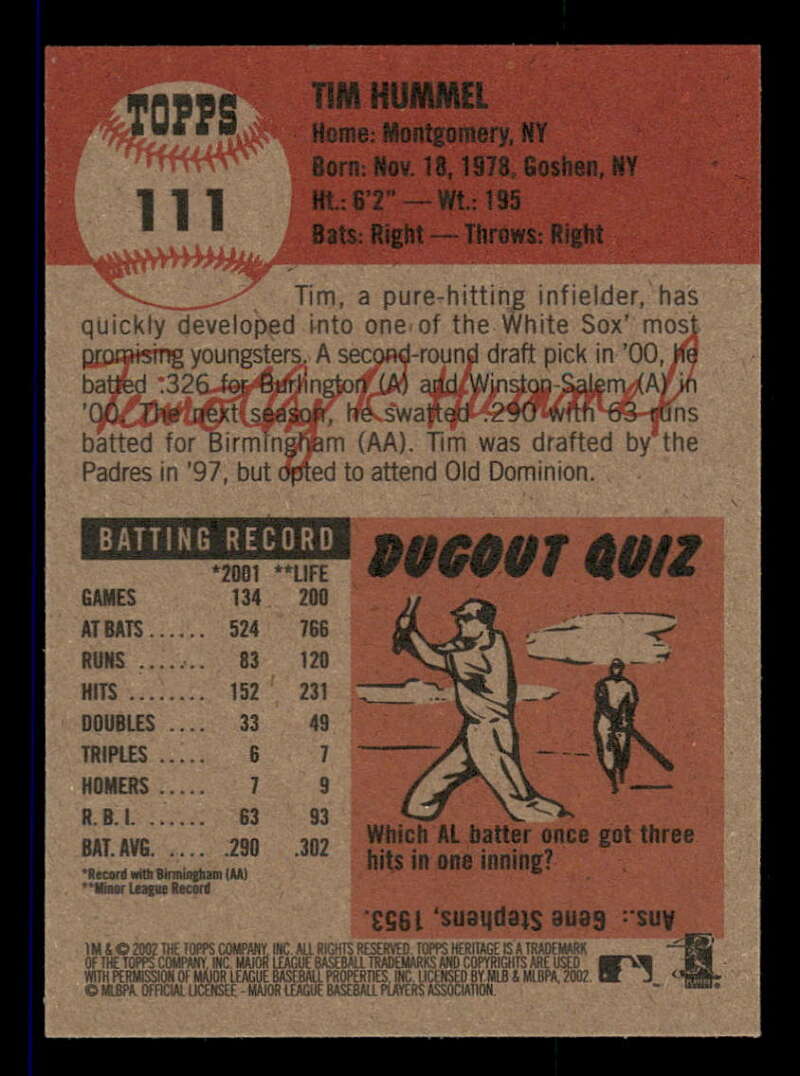 TOPPS
111
TIM HUMMEL
Home: Montgomery, NY
Born: Nov. 18, 1978, Goshen, NY
Ht.: 6'2" — Wt.: 195
Bats: Right — Throws: Right
Tim, a pure-hitting infielder, has
quickly developed into one of the White Sox' most
promising youngsters. A second-round draft pick in '00, he
batted .326 for Burlington (A) and Winston-Salem (A) in
'00. The next season, he swatted .290 with 63 runs
batted for Birmingham (AA). Tim was drafted by the
Padres in '97, but opted to attend Old Dominion.
Timothy R Hummel
BATTING RECORD
*2001 **LIFE
GAMES 134 200
AT BATS ...... 524 766
RUNS ....... 83 120
HITS ........ 152 231
DOUBLES .... 33 49
TRIPLES ..... 6 7
HOMERS ..... 7 9
R.B.I. ...... 63 93
BAT. AVG. .... .290 .302
*Record with Birmingham (AA)
**Minor League Record
DUGOUT QUIZ
Which AL batter once got three
hits in one inning?
Ans.: Gene Stephens, 1953.
TM & © 2002 THE TOPPS COMPANY, INC. ALL RIGHTS RESERVED. TOPPS HERITAGE IS A TRADEMARK
OF THE TOPPS COMPANY, INC. MAJOR LEAGUE BASEBALL TRADEMARKS AND COPYRIGHTS ARE USED
WITH PERMISSION OF MAJOR LEAGUE BASEBALL PROPERTIES, INC. LICENSED BY MLB & MLBPA, 2002.
© MLBPA. OFFICIAL LICENSEE - MAJOR LEAGUE BASEBALL PLAYERS ASSOCIATION.